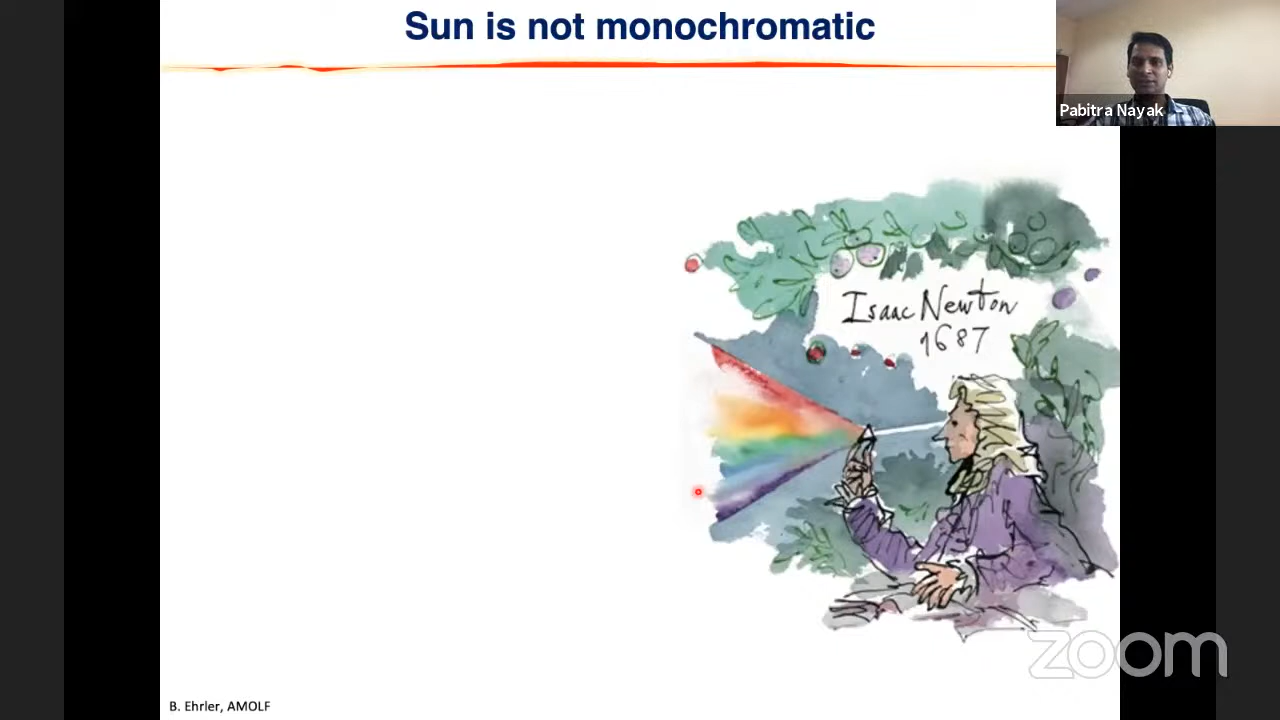 Sun is not monochromatic
Pabitra Nayak
Isaac Newton
1687
zoom
B. Ehrler, AMOLF